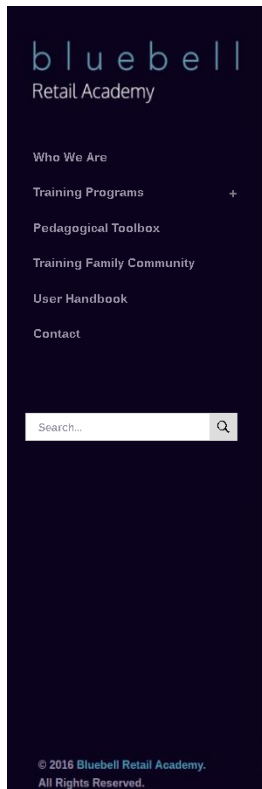 bluebell
Retail Academy
Who We Are
Training Programs +
Pedagogical Toolbox
Training Family Community
User Handbook
Contact
Search...
© 2016 Bluebell Retail Academy.
All Rights Reserved.